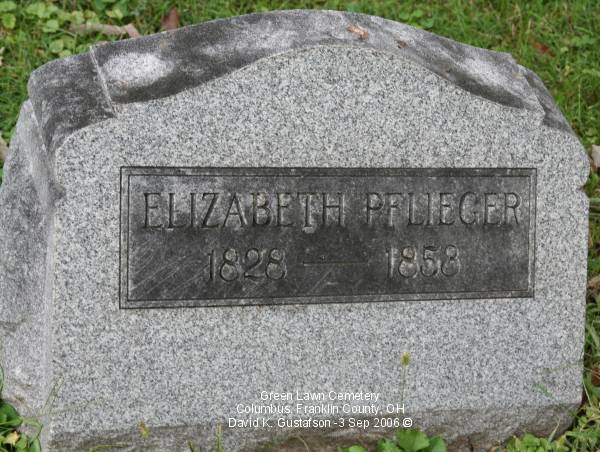 ELIZABETH PFLIEGER
1828 — 1858
Green Lawn Cemetery
Columbus, Franklin County, OH
David K. Gustafson -3 Sep 2006 ©